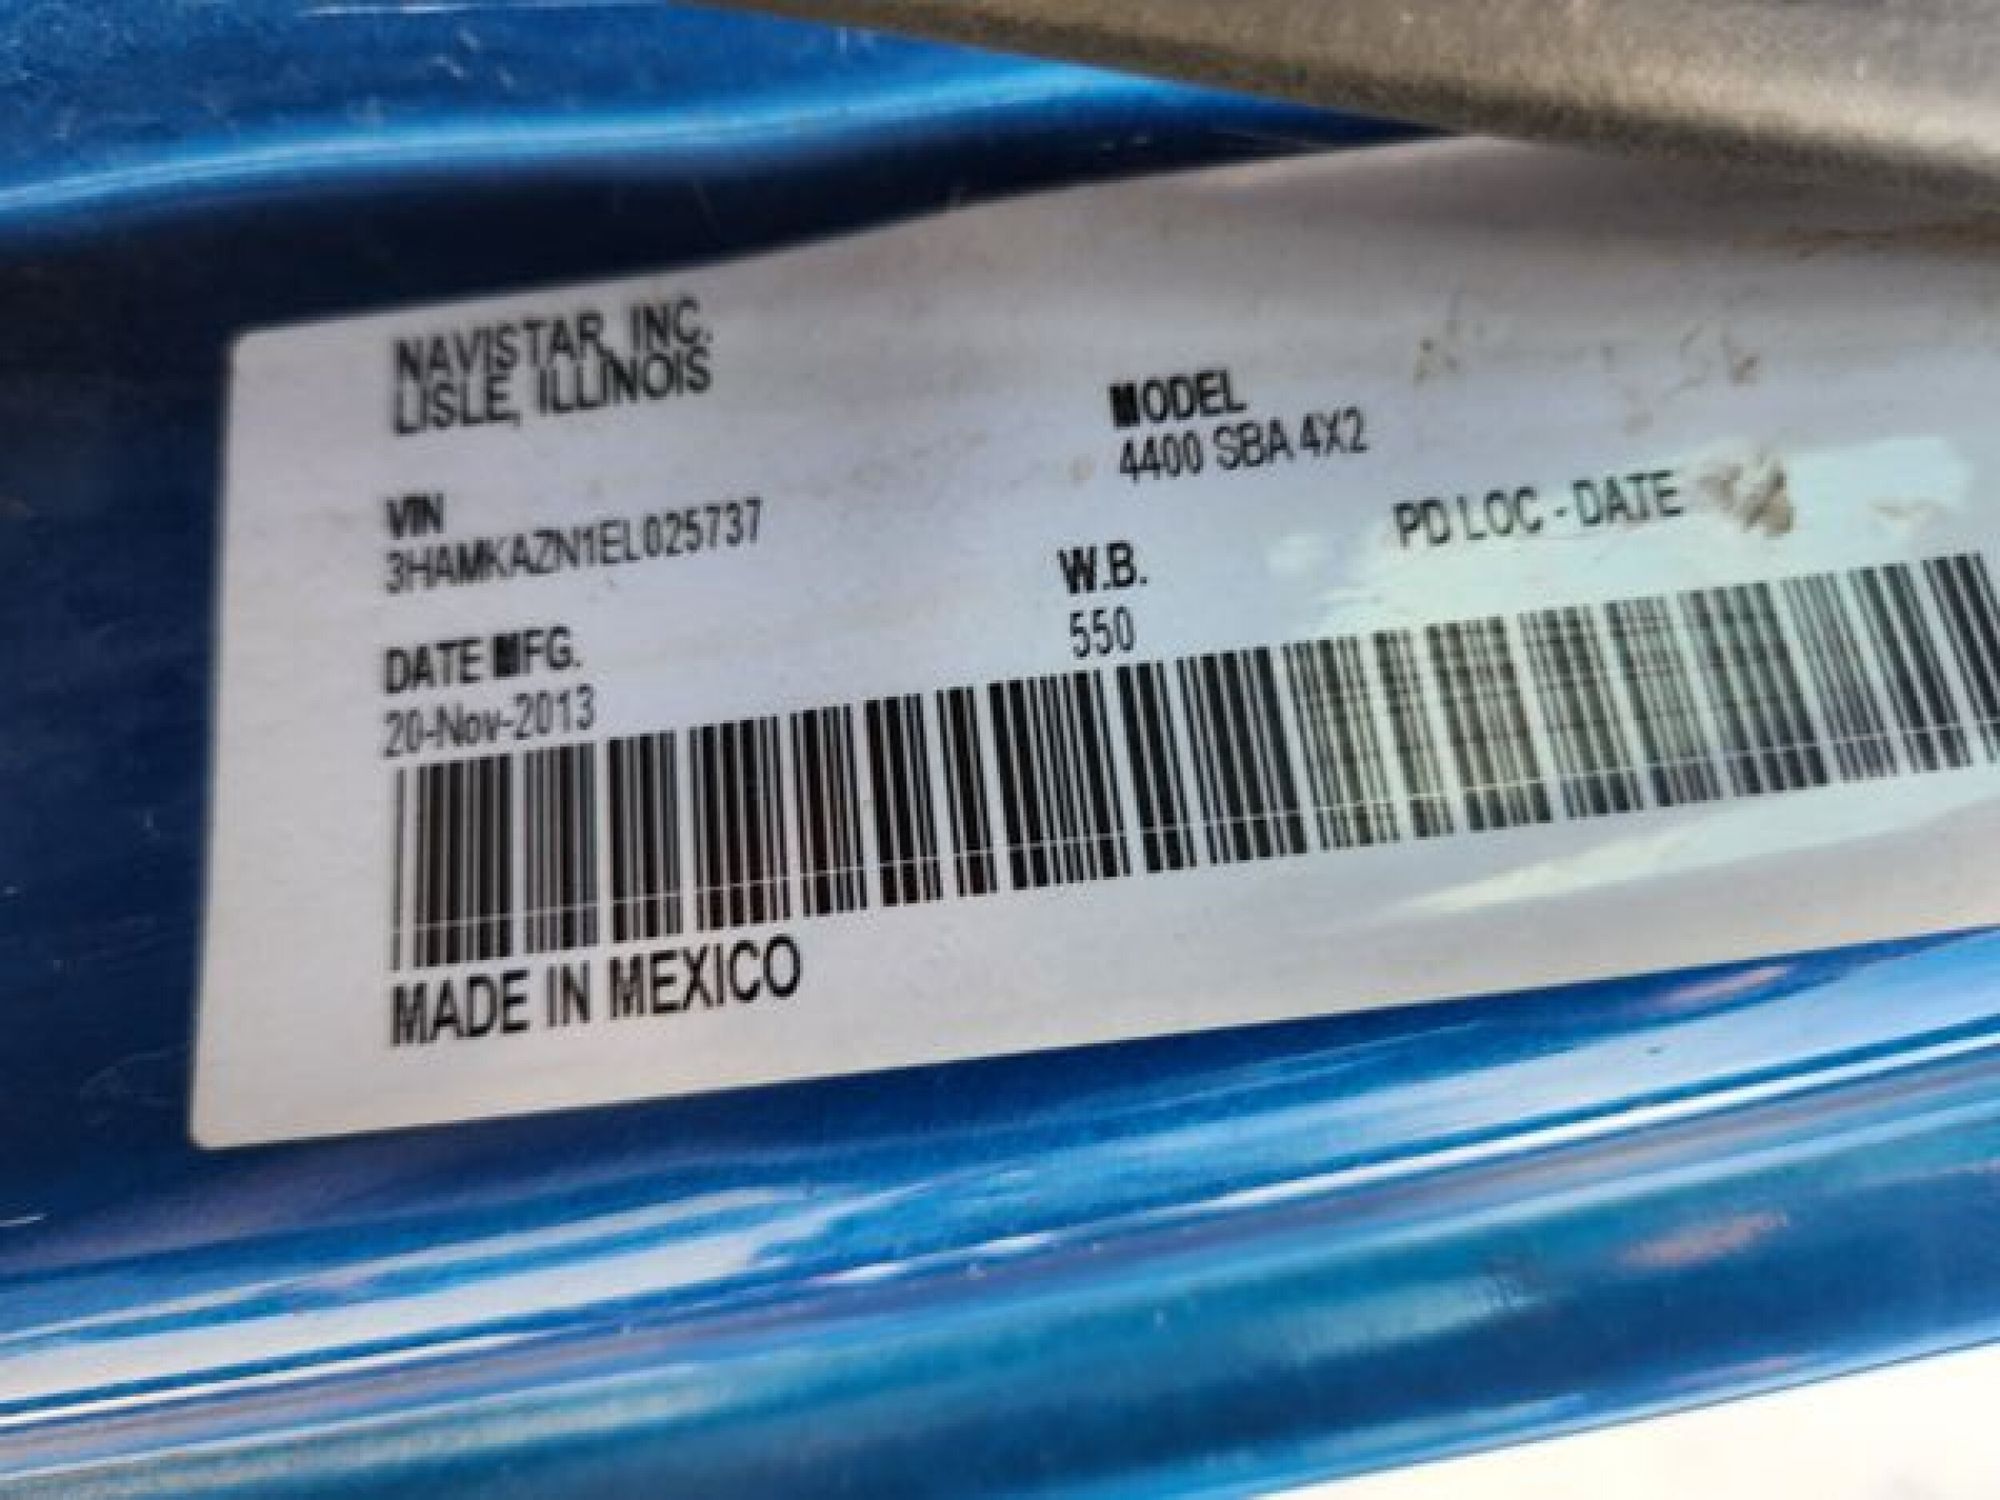 NAVISTAR, INC.
LISLE, ILLINOIS
MODEL
4400 SBA 4X2
VIN
3HAMKAZN1EL025737
W.B.
550
PD LOC - DATE
DATE MFG.
20-Nov-2013
MADE IN MEXICO